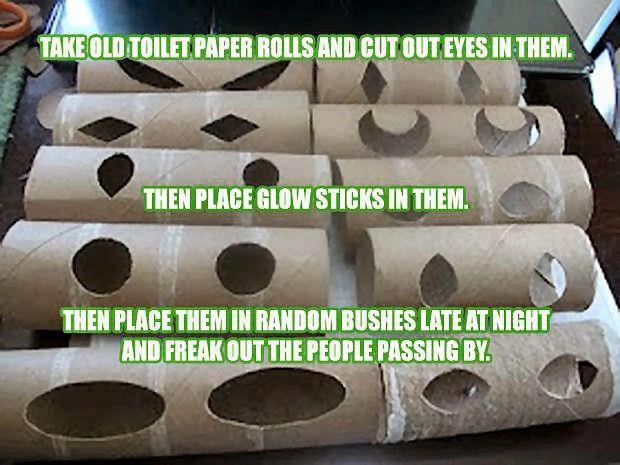 TAKE OLD TOILET PAPER ROLLS AND CUT OUT EYES IN THEM.
THEN PLACE GLOW STICKS IN THEM.
THEN PLACE THEM IN RANDOM BUSHES LATE AT NIGHT
AND FREAK OUT THE PEOPLE PASSING BY.